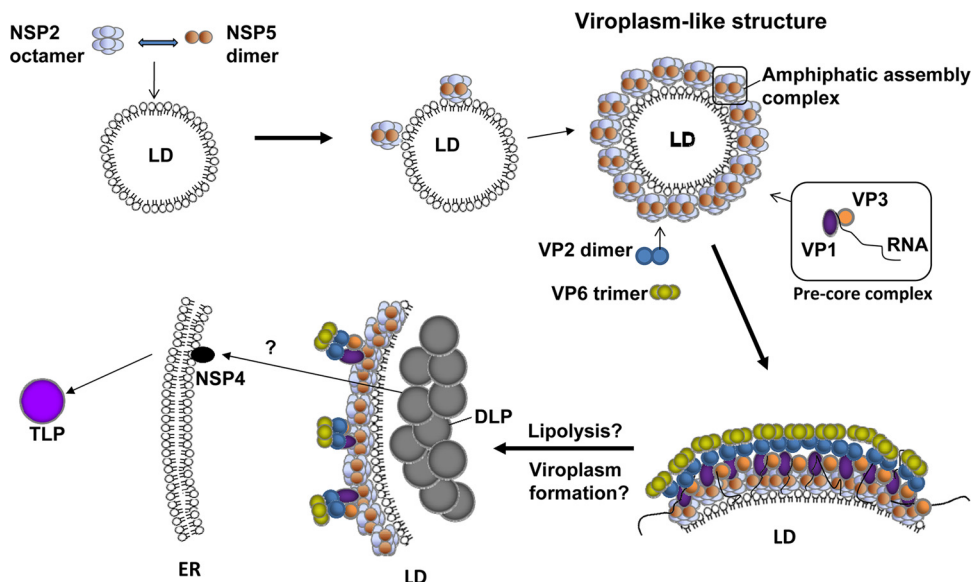 Viroplasm-like structure
NSP2
octamer
NSP5
dimer
Amphiphatic assembly
complex
LD
LD
LD
VP3
VP1
RNA
Pre-core complex
VP2 dimer
VP6 trimer
?
NSP4
TLP
DLP
Lipolysis?
Viroplasm
formation?
ER
LD
LD